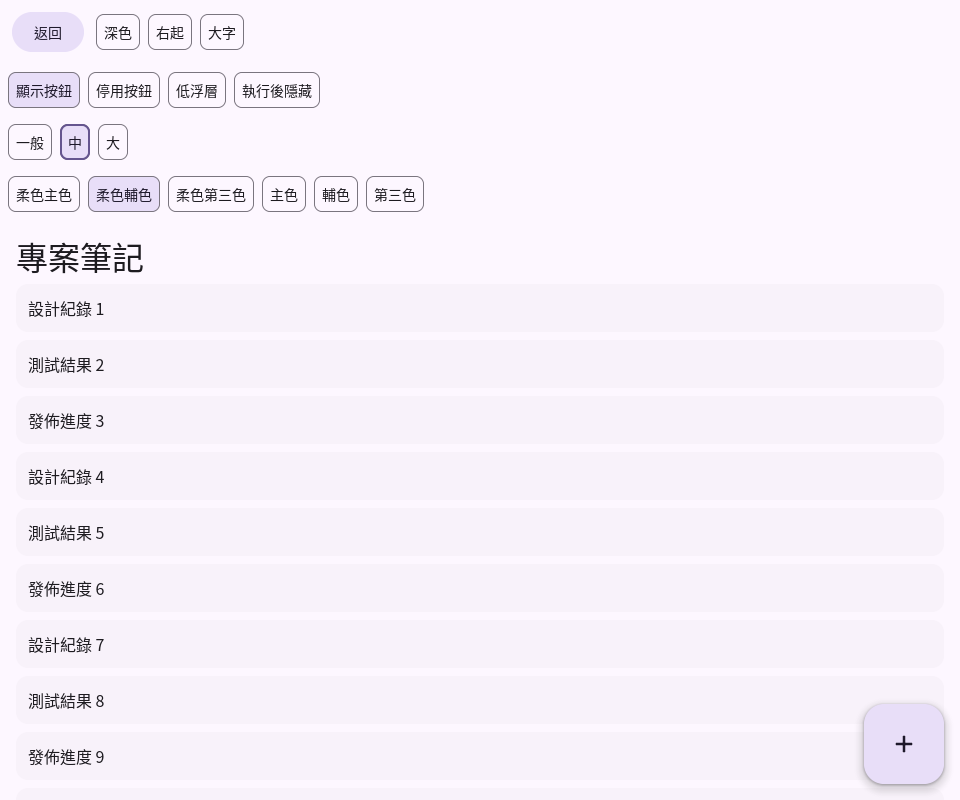 返回 深色 右起 大字
顯示按鈕 停用按鈕 低浮層 執行後隱藏
一般 中 大
柔色主色 柔色輔色 柔色第三色 主色 輔色 第三色
專案筆記
設計紀錄 1
測試結果 2
發佈進度 3
設計紀錄 4
測試結果 5
發佈進度 6
設計紀錄 7
測試結果 8
發佈進度 9
+